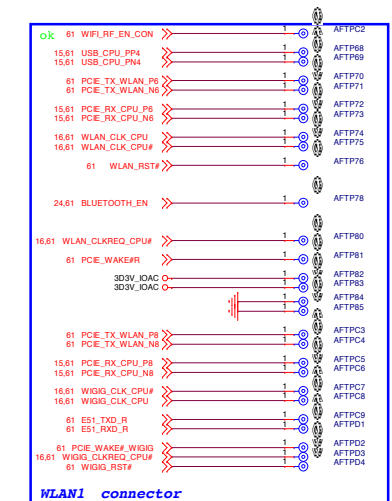 ok 61 WIFI_RF_EN_CON 1 AFTPC2
15,61 USB_CPU_PP4 1 AFTP68
15,61 USB_CPU_PN4 1 AFTP69
61 PCIE_TX_WLAN_P6 1 AFTP70
61 PCIE_TX_WLAN_N6 1 AFTP71
15,61 PCIE_RX_CPU_P6 1 AFTP72
15,61 PCIE_RX_CPU_N6 1 AFTP73
16,61 WLAN_CLK_CPU 1 AFTP74
16,61 WLAN_CLK_CPU# 1 AFTP75
61 WLAN_RST# 1 AFTP76
24,61 BLUETOOTH_EN 1 AFTP78
16,61 WLAN_CLKREQ_CPU# 1 AFTP80
61 PCIE_WAKE#R 1 AFTP81
3D3V_IOAC 1 AFTP82
3D3V_IOAC 1 AFTP83
1 AFTP84
1 AFTP85
61 PCIE_TX_WLAN_P8 1 AFTPC3
61 PCIE_TX_WLAN_N8 1 AFTPC4
15,61 PCIE_RX_CPU_P8 1 AFTPC5
15,61 PCIE_RX_CPU_N8 1 AFTPC6
16,61 WIGIG_CLK_CPU# 1 AFTPC7
16,61 WIGIG_CLK_CPU 1 AFTPC8
61 E51_TXD_R 1 AFTPC9
61 E51_RXD_R 1 AFTPD1
61 PCIE_WAKE#_WIGIG 1 AFTPD2
16,61 WIGIG_CLKREQ_CPU# 1 AFTPD3
61 WIGIG_RST# 1 AFTPD4
WLAN1 connector